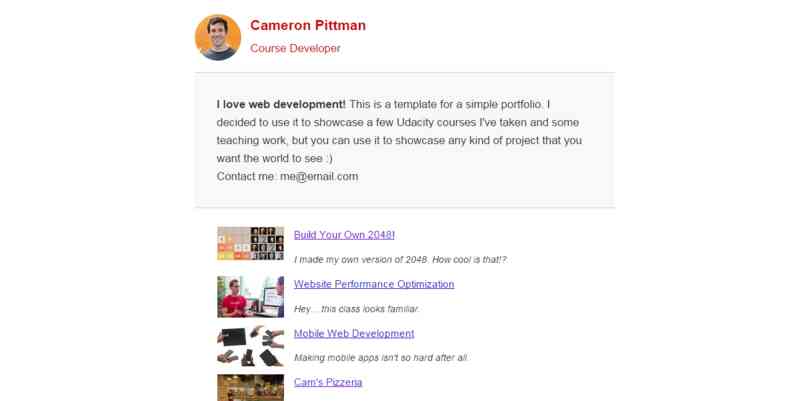 Cameron Pittman
Course Developer
I love web development! This is a template for a simple portfolio. I
decided to use it to showcase a few Udacity courses I've taken and some
teaching work, but you can use it to showcase any kind of project that you
want the world to see :)
Contact me: me@email.com
Build Your Own 2048!
I made my own version of 2048. How cool is that!?
Website Performance Optimization
Hey... this class looks familiar.
Mobile Web Development
Making mobile apps isn't so hard after all.
Cam's Pizzeria